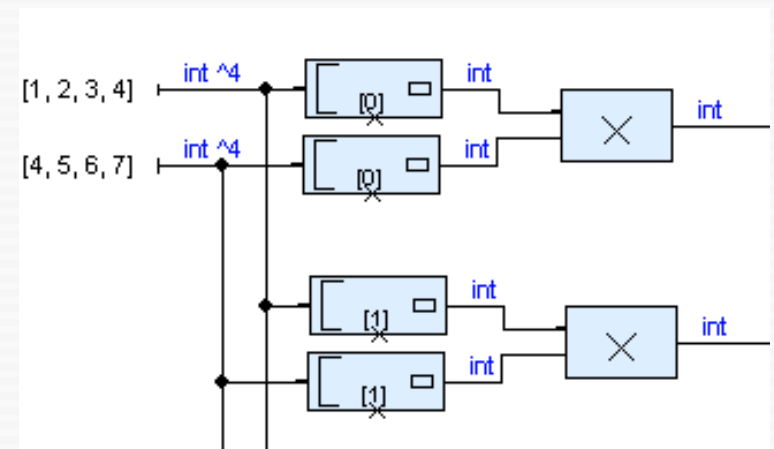 [1, 2, 3, 4] int ^4 [0] int
int
[4, 5, 6, 7] int ^4 [0] int
[1] int
int
[1] int